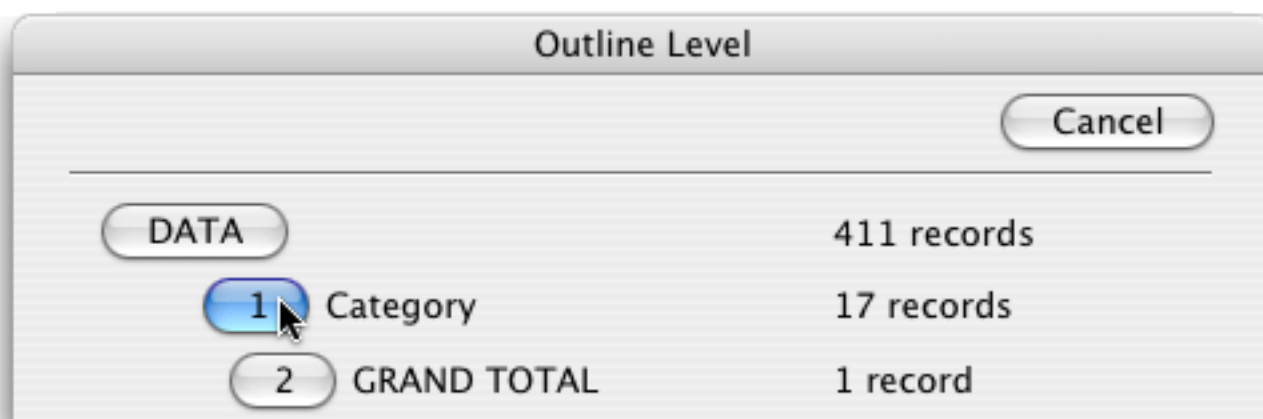 Outline Level
Cancel
DATA 411 records
1 Category 17 records
2 GRAND TOTAL 1 record